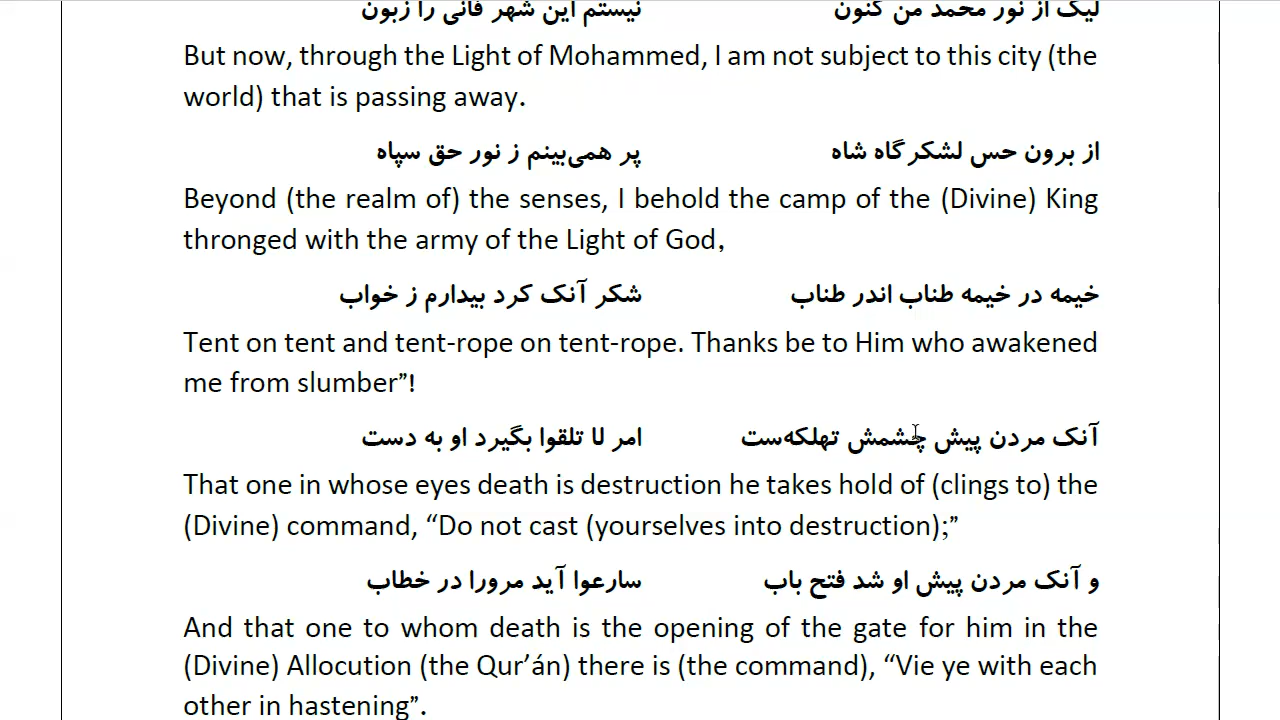 لیک از نور محمد من کنون نیستم این شهر فانی را زبون
But now, through the Light of Mohammed, I am not subject to this city (the
world) that is passing away.
از برون حس لشکرگاه شاه پر همی‌بینم ز نور حق سپاه
Beyond (the realm of) the senses, I behold the camp of the (Divine) King
thronged with the army of the Light of God,
خیمه در خیمه طناب اندر طناب شکر آنک کرد بیدارم ز خواب
Tent on tent and tent-rope on tent-rope. Thanks be to Him who awakened
me from slumber”!
آنک مردن پیش چشمش تهلکه‌ست امر لا تلقوا بگیرد او به دست
That one in whose eyes death is destruction he takes hold of (clings to) the
(Divine) command, “Do not cast (yourselves into destruction);”
و آنک مردن پیش او شد فتح باب سارعوا آید مرورا در خطاب
And that one to whom death is the opening of the gate for him in the
(Divine) Allocution (the Qur’án) there is (the command), “Vie ye with each
other in hastening”.